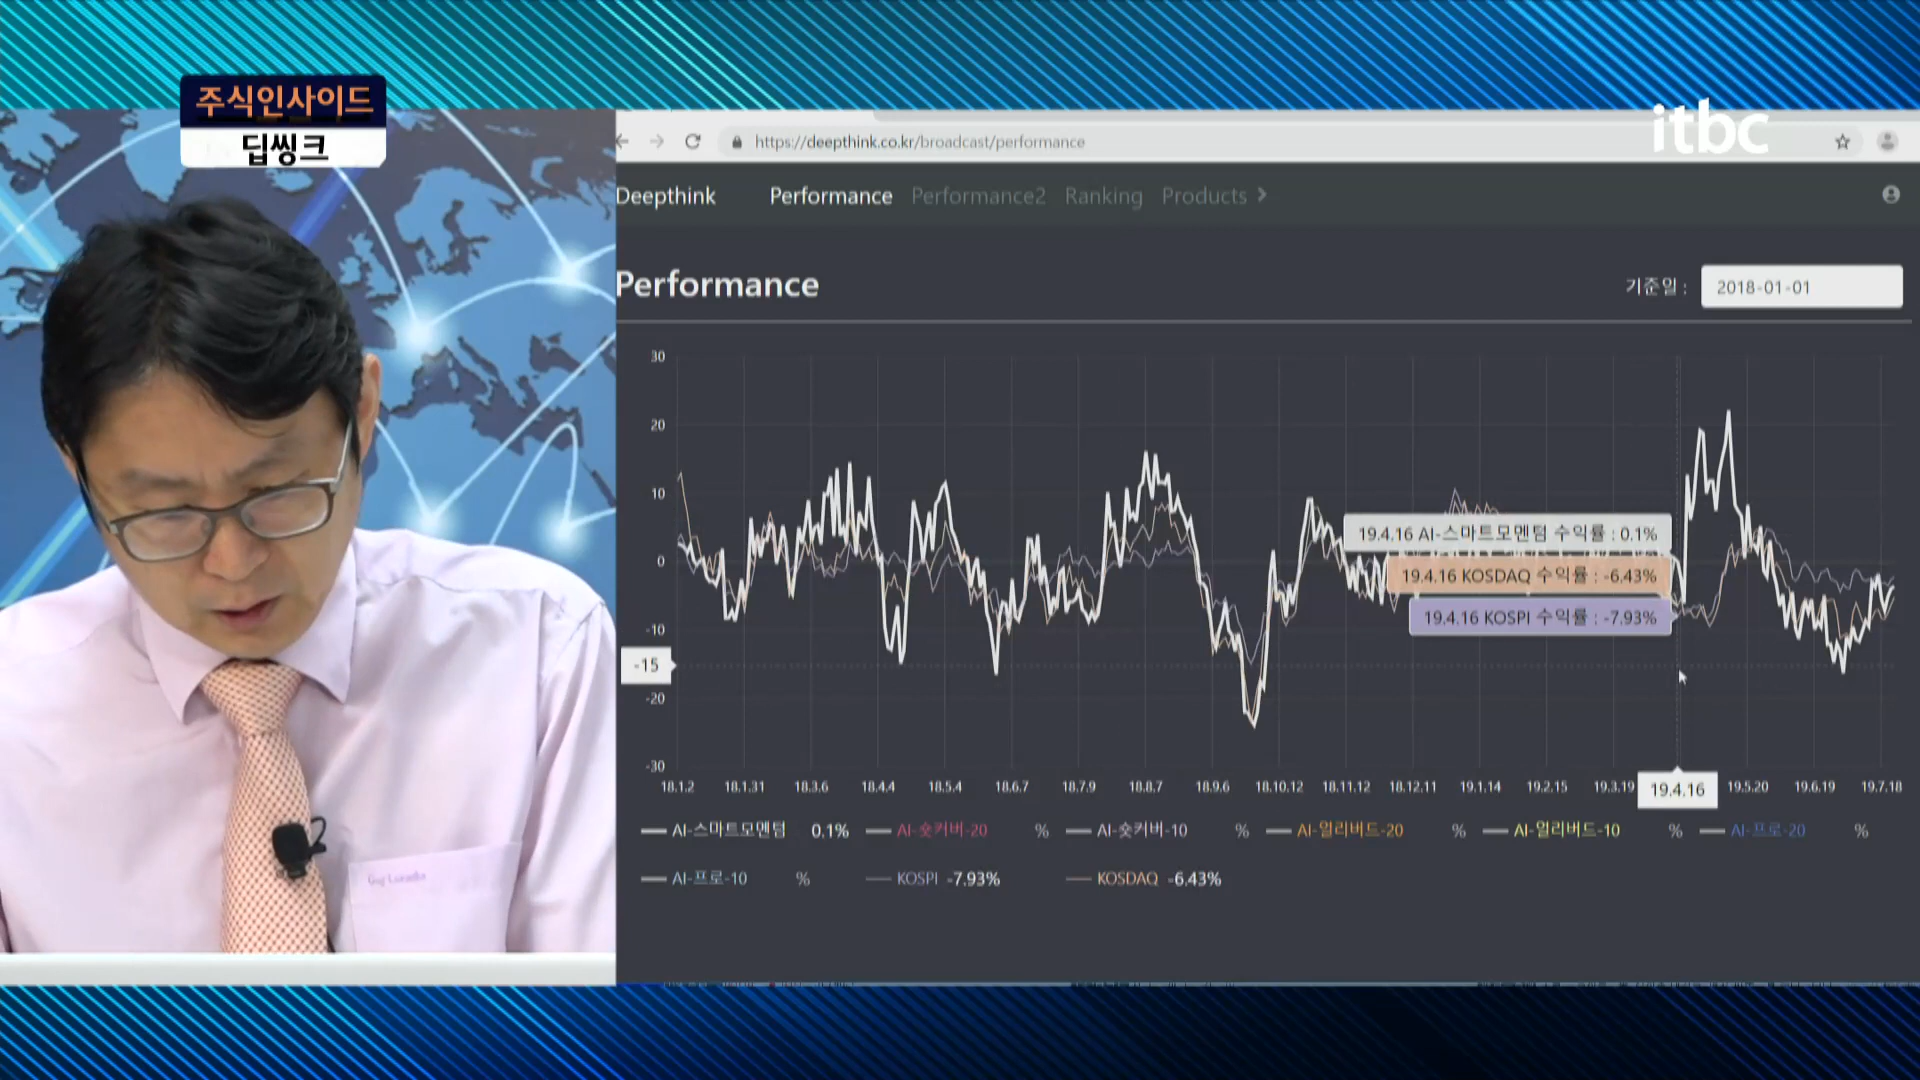 주식인사이드
딥씽크
itbc
https://deepthink.co.kr/broadcast/performance
Deepthink Performance Performance2 Ranking Products
Performance
기준일 : 2018-01-01
30
20
10
0
-10
-15
-20
-30
19.4.16 AI-스마트모멘텀 수익률 : 0.1%
19.4.16 KOSDAQ 수익률 : -6.43%
19.4.16 KOSPI 수익률 : -7.93%
18.1.2 18.1.31 18.3.6 18.4.4 18.5.4 18.6.7 18.7.9 18.8.7 18.9.6 18.10.12 18.11.12 18.12.11 19.1.14 19.2.15 19.3.19 19.4.16 19.5.20 19.6.19 19.7.18
AI-스마트모멘텀 0.1% AI-숏커버-20 % AI-숏커버-10 % AI-얼리버드-20 % AI-얼리버드-10 % AI-프로-20 %
AI-프로-10 % KOSPI -7.93% KOSDAQ -6.43%